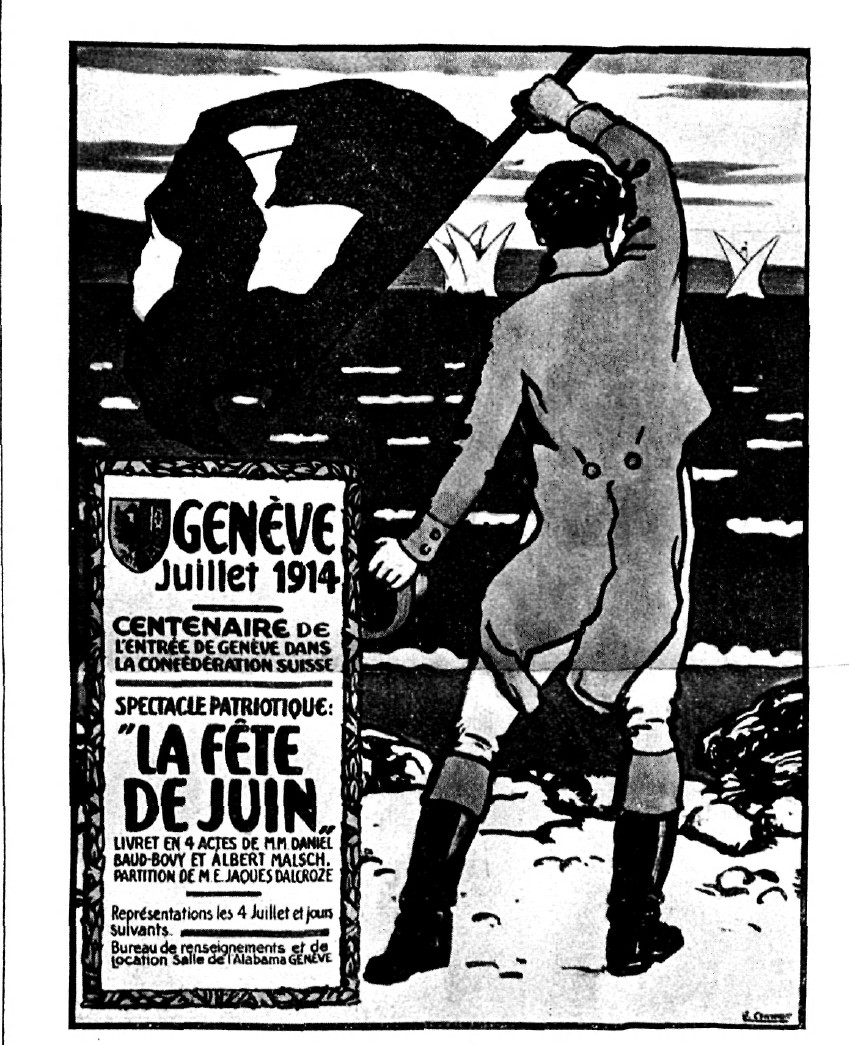 GENÈVE
Juillet 1914
CENTENAIRE DE
L'ENTRÉE DE GENÈVE DANS
LA CONFÉDÉRATION SUISSE
SPECTACLE PATRIOTIQUE:
"LA FÊTE
DE JUIN"
LIVRET EN 4 ACTES DE M.M. DANIEL
BAUD-BOVY ET ALBERT MALSCH.
PARTITION DE M E. JAQUES DALCROZE
Représentations les 4 Juillet et jours
suivants.
Bureau de renseignements et de
location Salle de l'Alabama GENÈVE